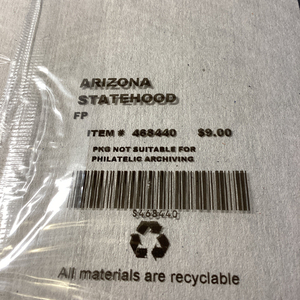 ARIZONA
STATEHOOD
FP
ITEM # 468440 $9.00
PKG NOT SUITABLE FOR
PHILATELIC ARCHIVING
S468440
All materials are recyclable